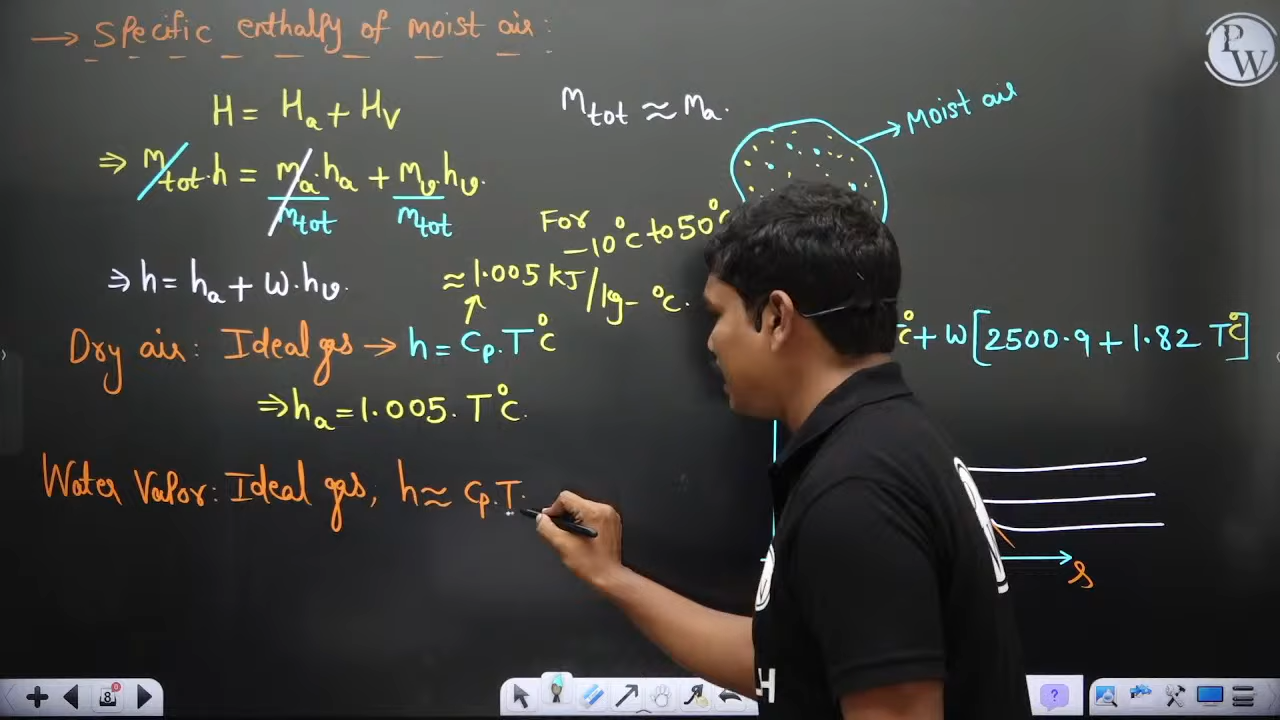 → Specific enthalpy of moist air:
H = Ha + Hv
Mtot ≈ Ma.
→ Moist air
⇒ mtot.h = ma.ha/mtot + mv.hv/mtot.
For
-10°C to 50°C
⇒ h = ha + w.hv.
≈ 1.005 kJ/kg-°C.
Dry air: Ideal gas → h = Cp.T°C
°C + w[2500.9 + 1.82 T°C]
⇒ ha = 1.005. T°C.
Water Vapor: Ideal gas, h ≈ Cp.T.
s
PW
8
H